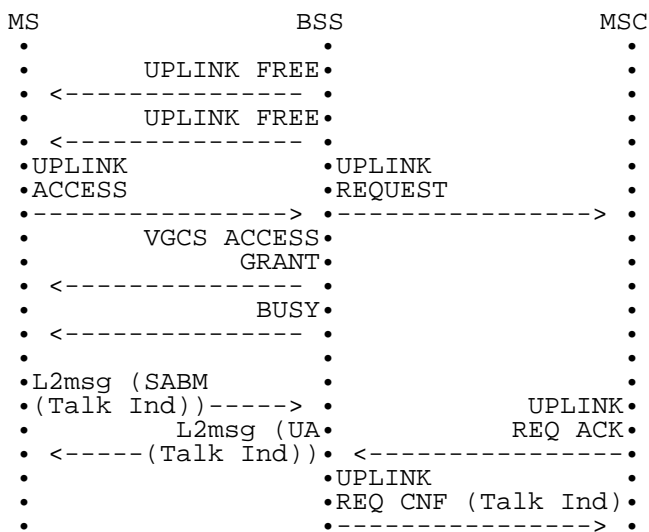 MS BSS MSC
UPLINK FREE
<---------------
UPLINK FREE
<---------------
UPLINK UPLINK
ACCESS REQUEST
----------------> ---------------->
VGCS ACCESS
GRANT
<---------------
BUSY
<---------------
L2msg (SABM
(Talk Ind))-----> UPLINK
L2msg (UA REQ ACK
<-----(Talk Ind)) <----------------
UPLINK
REQ CNF (Talk Ind)
---------------->